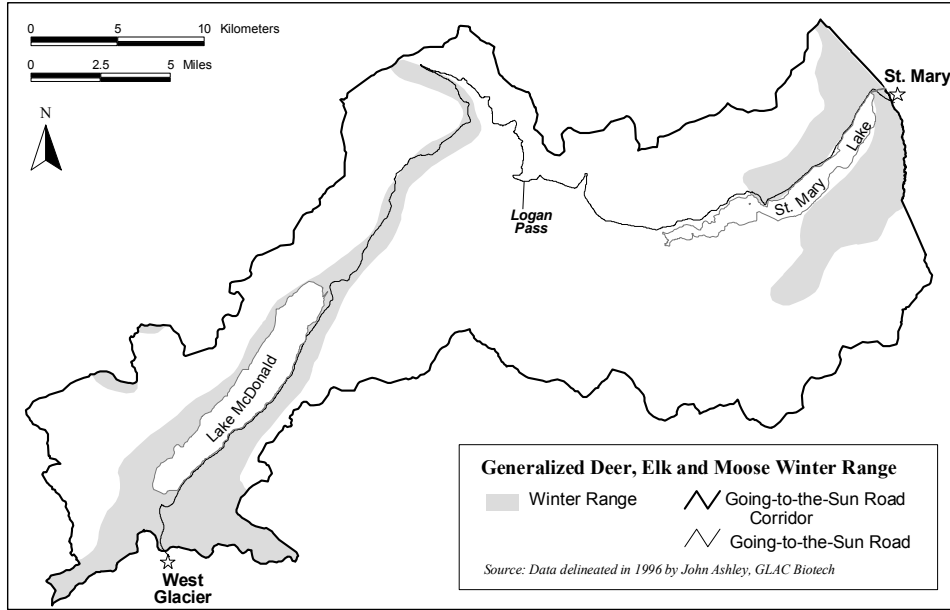 0 5 10 Kilometers
0 2.5 5 Miles
N
St. Mary
St. Mary Lake
Logan
Pass
Lake McDonald
West
Glacier
Generalized Deer, Elk and Moose Winter Range
Winter Range
Going-to-the-Sun Road
Corridor
Going-to-the-Sun Road
Source: Data delineated in 1996 by John Ashley, GLAC Biotech